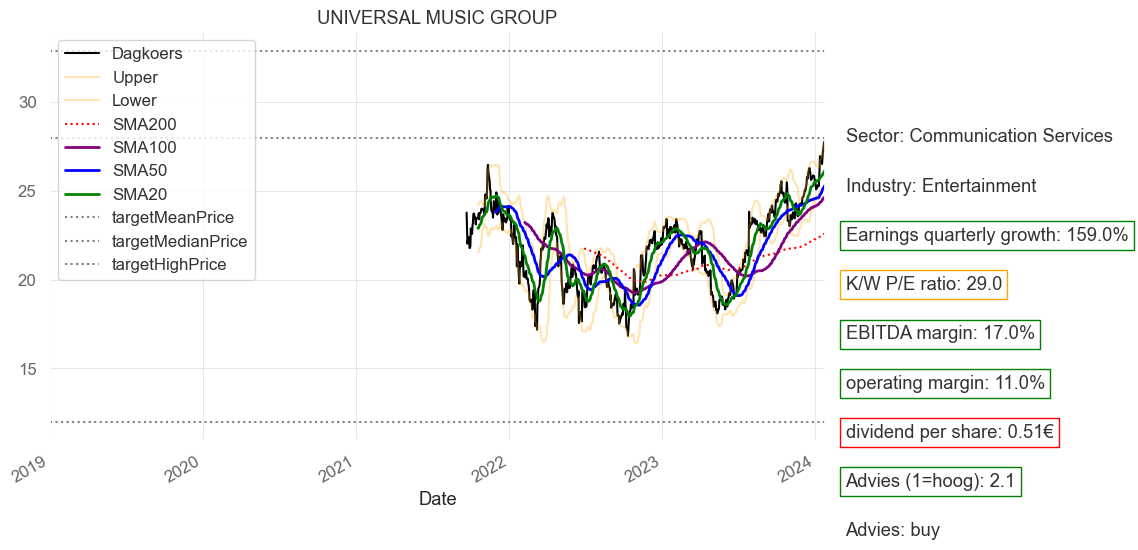 UNIVERSAL MUSIC GROUP
Dagkoers
Upper
Lower
SMA200
SMA100
SMA50
SMA20
targetMeanPrice
targetMedianPrice
targetHighPrice
30
25
20
15
2019
2020
2021
2022
2023
2024
Date
Sector: Communication Services
Industry: Entertainment
Earnings quarterly growth: 159.0%
K/W P/E ratio: 29.0
EBITDA margin: 17.0%
operating margin: 11.0%
dividend per share: 0.51€
Advies (1=hoog): 2.1
Advies: buy